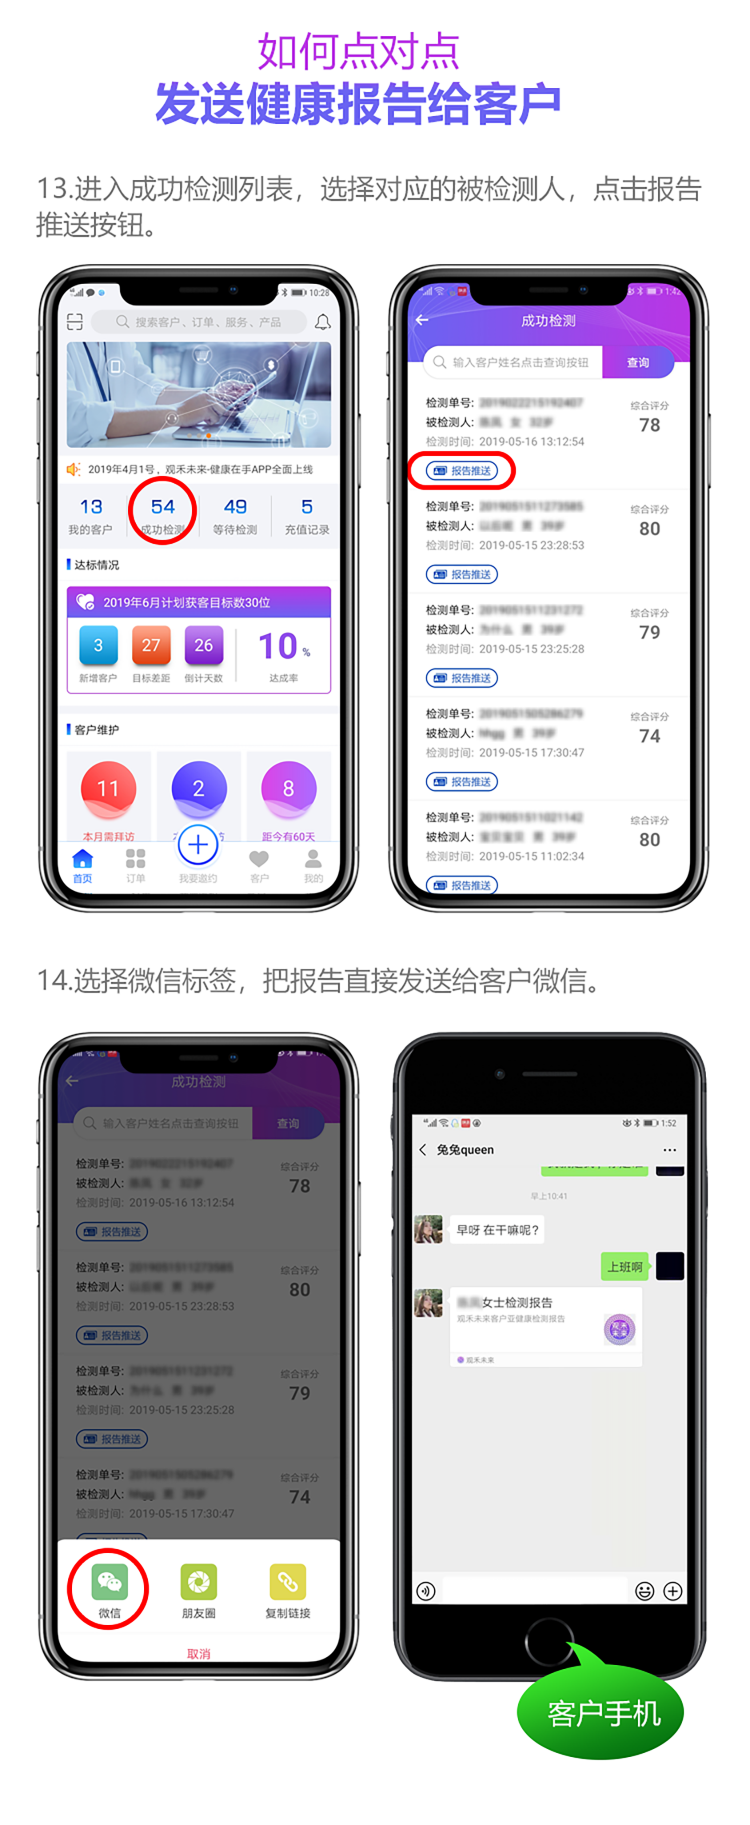 如何点对点
发送健康报告给客户
13.进入成功检测列表，选择对应的被检测人，点击报告
推送按钮。
10:28
搜索客户、订单、服务、产品
2019年4月1号，观禾未来-健康在手APP全面上线
13 54 49 5
我的客户 成功检测 等待检测 充值记录
达标情况
2019年6月计划获客目标数30位
3 27 26 10 %
新增客户 目标差距 倒计天数 达成率
客户维护
11 2 8
本月需拜访 距今有60天
首页 订单 我要邀约 客户 我的
1:42
成功检测
输入客户姓名点击查询按钮 查询
检测单号: 综合评分
被检测人: 78
检测时间: 2019-05-16 13:12:54
报告推送
检测单号: 综合评分
被检测人: 80
检测时间: 2019-05-15 23:28:53
报告推送
检测单号: 综合评分
被检测人: 79
检测时间: 2019-05-15 23:25:28
报告推送
检测单号: 综合评分
被检测人: 74
检测时间: 2019-05-15 17:30:47
报告推送
检测单号: 综合评分
被检测人: 80
检测时间: 2019-05-15 11:02:34
报告推送
14.选择微信标签，把报告直接发送给客户微信。
成功检测
输入客户姓名点击查询按钮 查询
检测单号: 综合评分
被检测人: 78
检测时间: 2019-05-16 13:12:54
报告推送
检测单号: 综合评分
被检测人: 80
检测时间: 2019-05-15 23:28:53
报告推送
检测单号: 综合评分
被检测人: 79
检测时间: 2019-05-15 23:25:28
报告推送
检测单号: 综合评分
被检测人: 74
检测时间: 2019-05-15 17:30:47
微信 朋友圈 复制链接
取消
1:52
兔兔queen
早上10:41
早呀 在干嘛呢?
上班啊
女士检测报告
观禾未来客户亚健康检测报告
观禾未来
观禾未来
客户手机